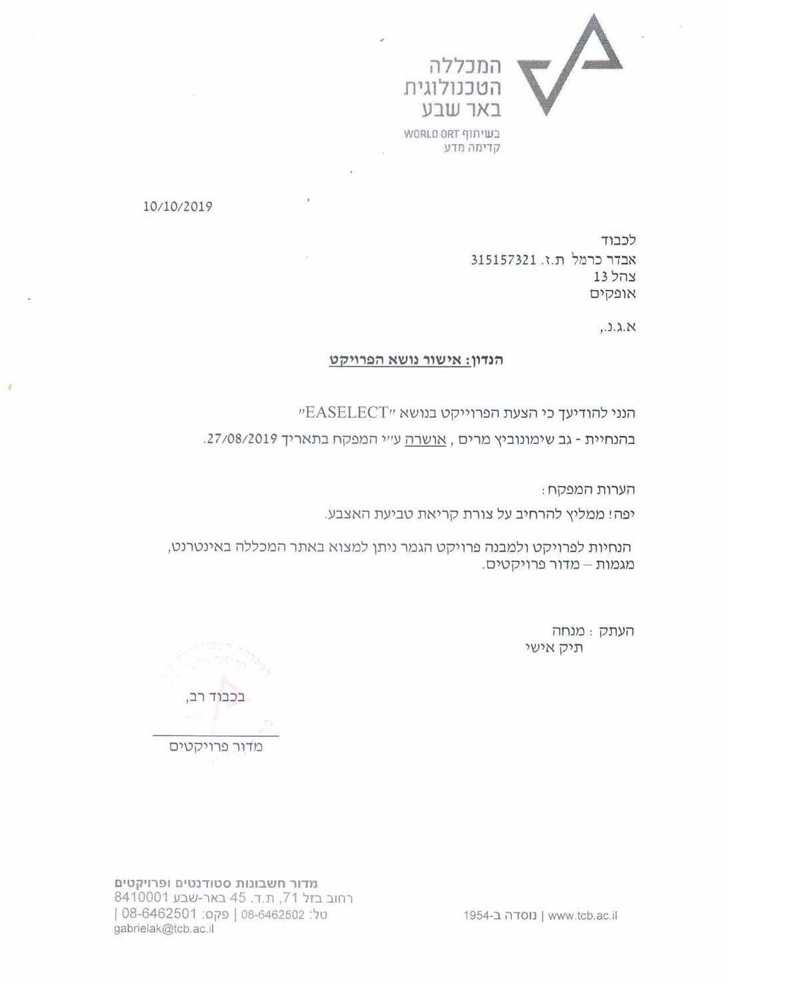 המכללה
הטכנולוגית
באר שבע
בשיתוף WORLD ORT
קדימה מדע
10/10/2019
לכבוד
אבדר כרמל ת.ז. 315157321
צהל 13
אופקים
א.ג.נ.,
הנדון: אישור נושא הפרויקט
הנני להודיעך כי הצעת הפרוייקט בנושא "EASELECT"
בהנחיית - גב שימונוביץ מרים , אושרה ע"י המפקח בתאריך 27/08/2019.
הערות המפקח:
יפה! ממליץ להרחיב על צורת קריאת טביעת האצבע.
הנחיות לפרויקט ולמבנה פרויקט הגמר ניתן למצוא באתר המכללה באינטרנט,
מגמות – מדור פרויקטים.
העתק : מנחה
תיק אישי
בכבוד רב,
מדור פרויקטים
מדור חשבונות סטודנטים ופרויקטים
רחוב בזל 71, ת.ד. 45 באר-שבע 8410001
טל: 08-6462502 | פקס: 08-6462501 |
gabrielak@tcb.ac.il
www.tcb.ac.il | נוסדה ב-1954